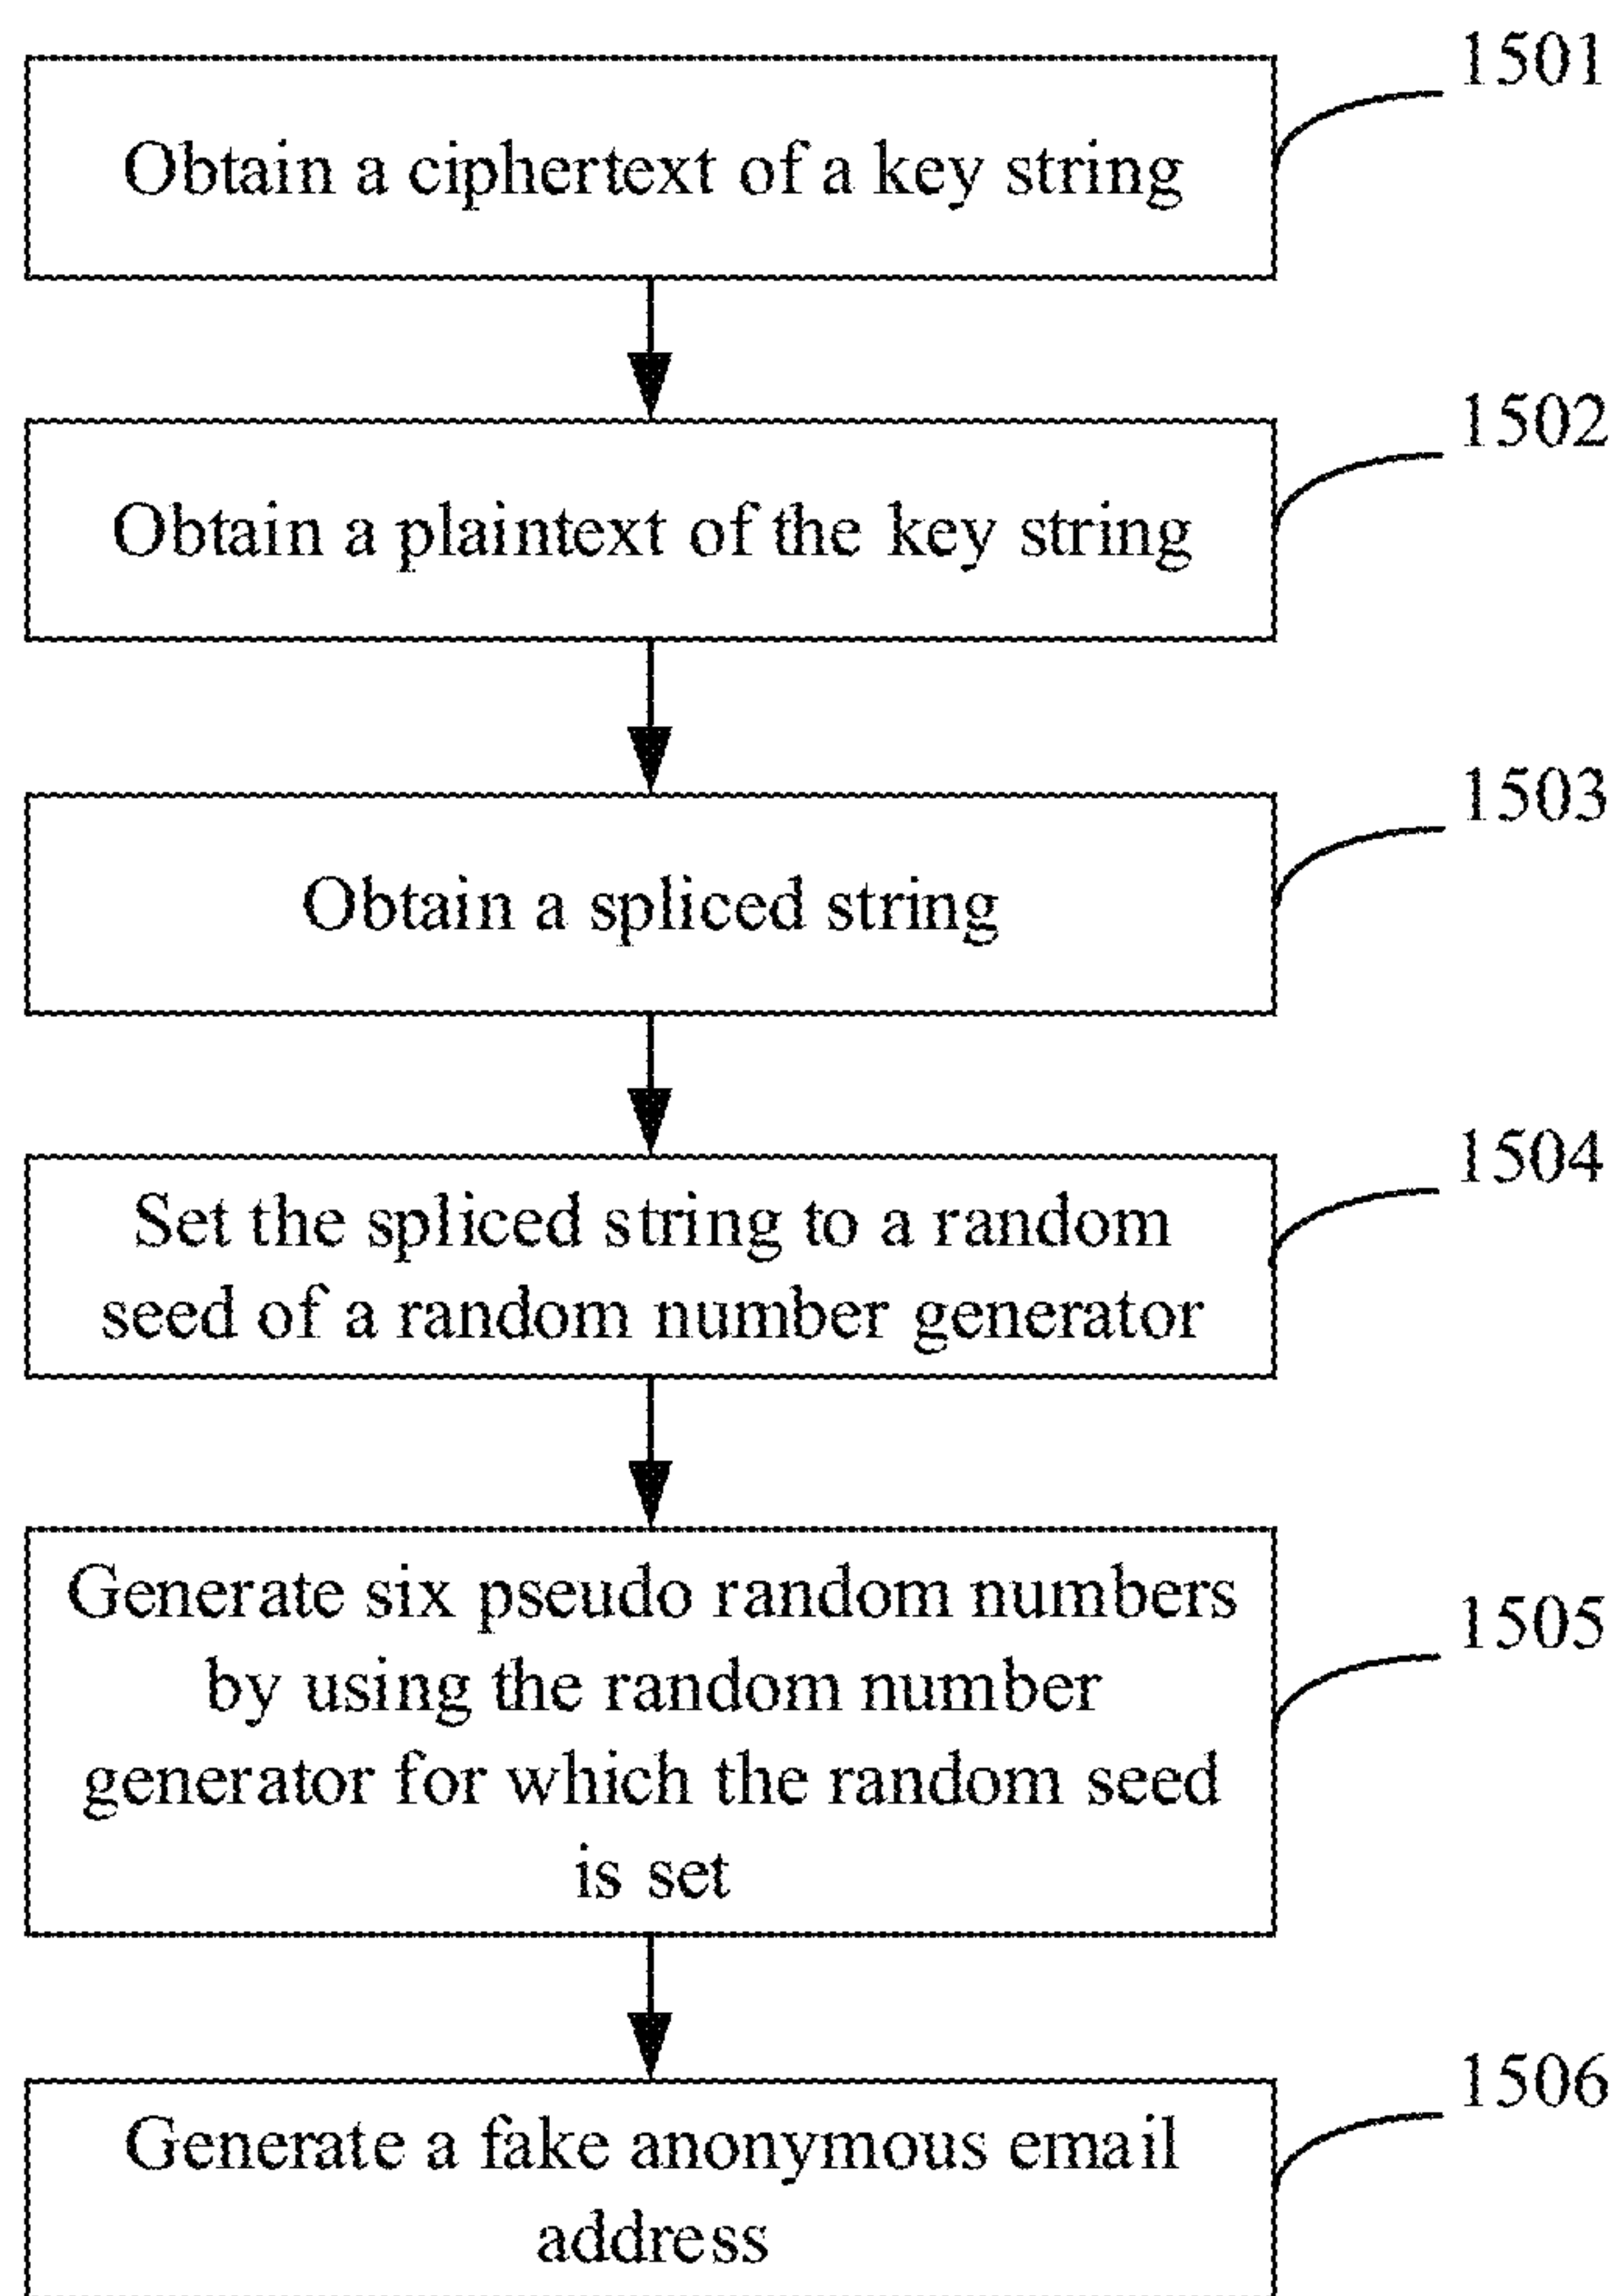 1501
Obtain a ciphertext of a key string
1502
Obtain a plaintext of the key string
1503
Obtain a spliced string
1504
Set the spliced string to a random
seed of a random number generator
1505
Generate six pseudo random numbers
by using the random number
generator for which the random seed
is set
1506
Generate a fake anonymous email
address